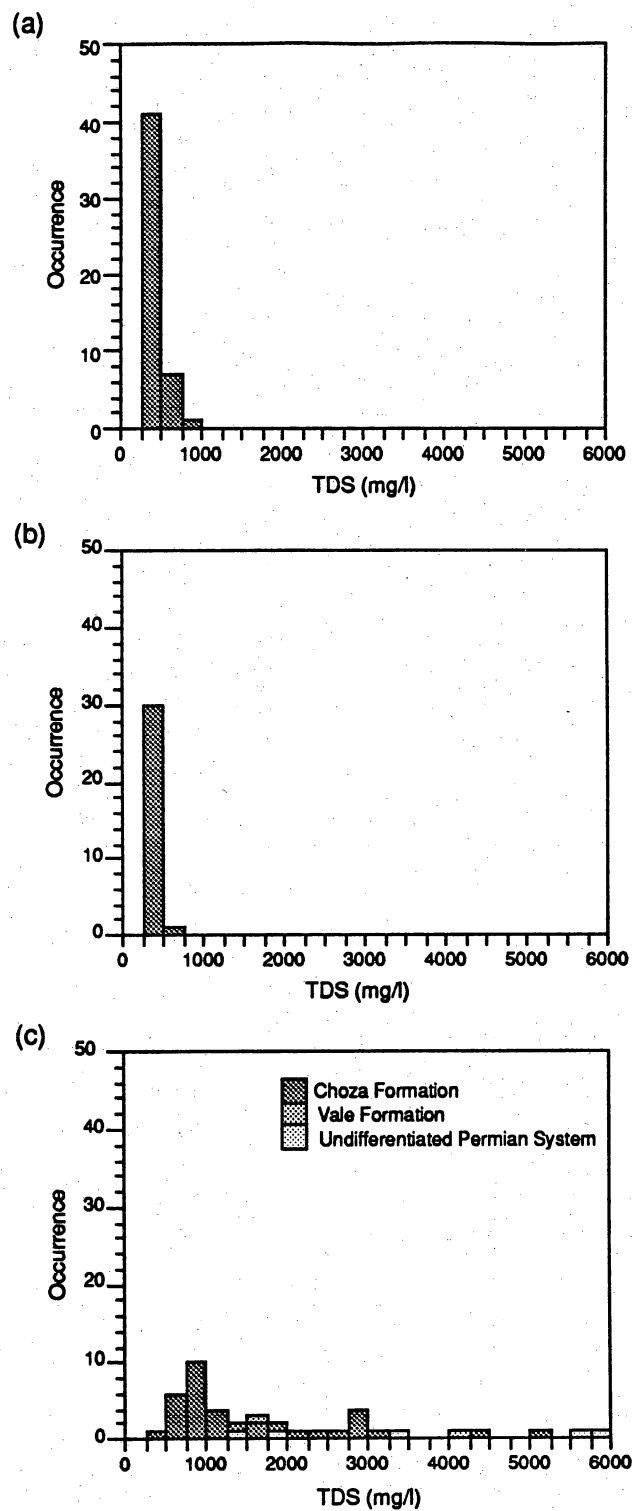 (a)
50
40
30
20
10
0
Occurrence
0 1000 2000 3000 4000 5000 6000
TDS (mg/l)
(b)
50
40
30
20
10
0
Occurrence
0 1000 2000 3000 4000 5000 6000
TDS (mg/l)
(c)
50
40
30
20
10
0
Occurrence
Choza Formation
Vale Formation
Undifferentiated Permian System
0 1000 2000 3000 4000 5000 6000
TDS (mg/l)